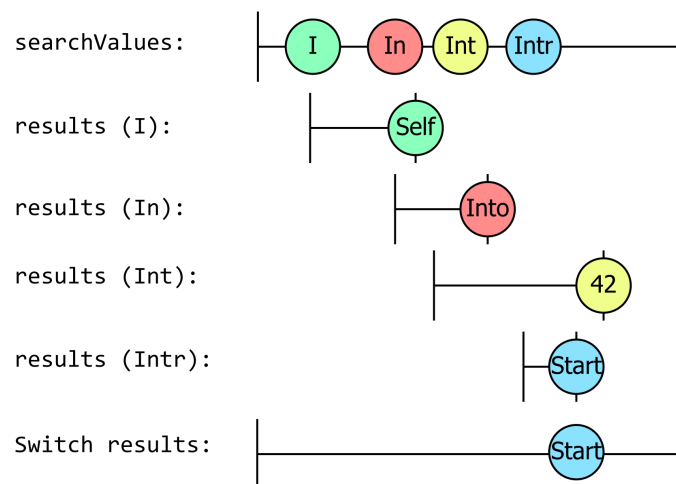 searchValues: I In Int Intr
results (I): Self
results (In): Into
results (Int): 42
results (Intr): Start
Switch results: Start